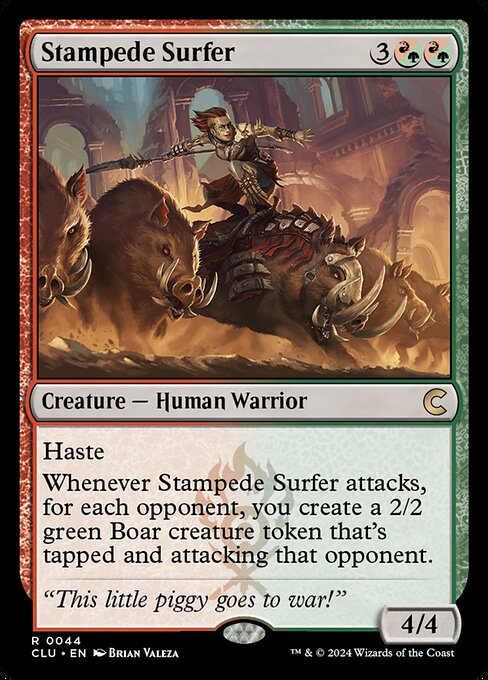 Stampede Surfer 3
Creature — Human Warrior
Haste
Whenever Stampede Surfer attacks,
for each opponent, you create a 2/2
green Boar creature token that's
tapped and attacking that opponent.
“This little piggy goes to war!”
4/4
R 0044
CLU • EN Brian Valeza
™ & © 2024 Wizards of the Coast